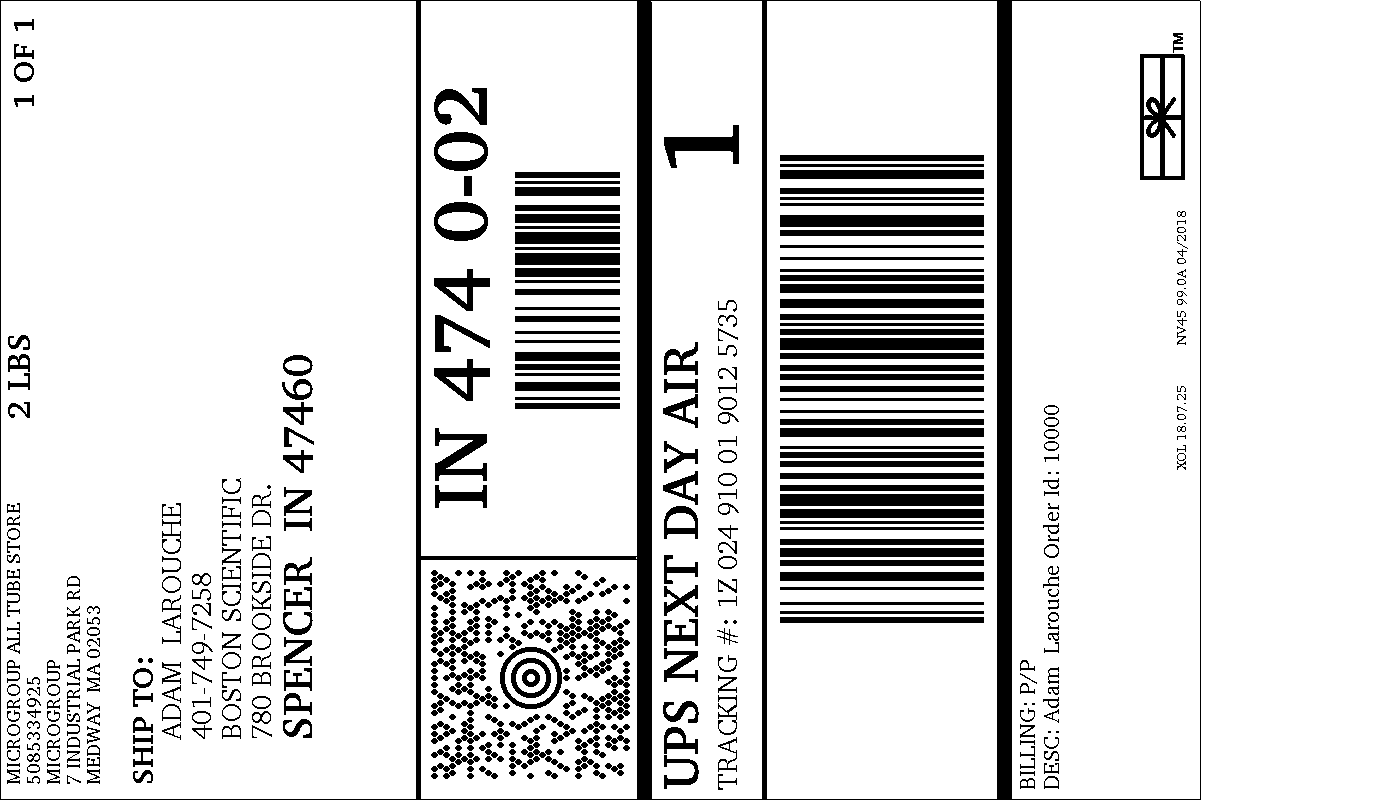 MICROGROUP ALL TUBE STORE 2 LBS 1 OF 1
5085334925
MICROGROUP
7 INDUSTRIAL PARK RD
MEDWAY MA 02053
SHIP TO:
ADAM LAROUCHE
401-749-7258
BOSTON SCIENTIFIC
780 BROOKSIDE DR.
SPENCER IN 47460
IN 474 0-02
UPS NEXT DAY AIR 1
TRACKING #: 1Z 024 910 01 9012 5735
BILLING: P/P
DESC: Adam Larouche Order Id: 10000
XOL 18.07.25 NV45 99.0A 04/2018
TM